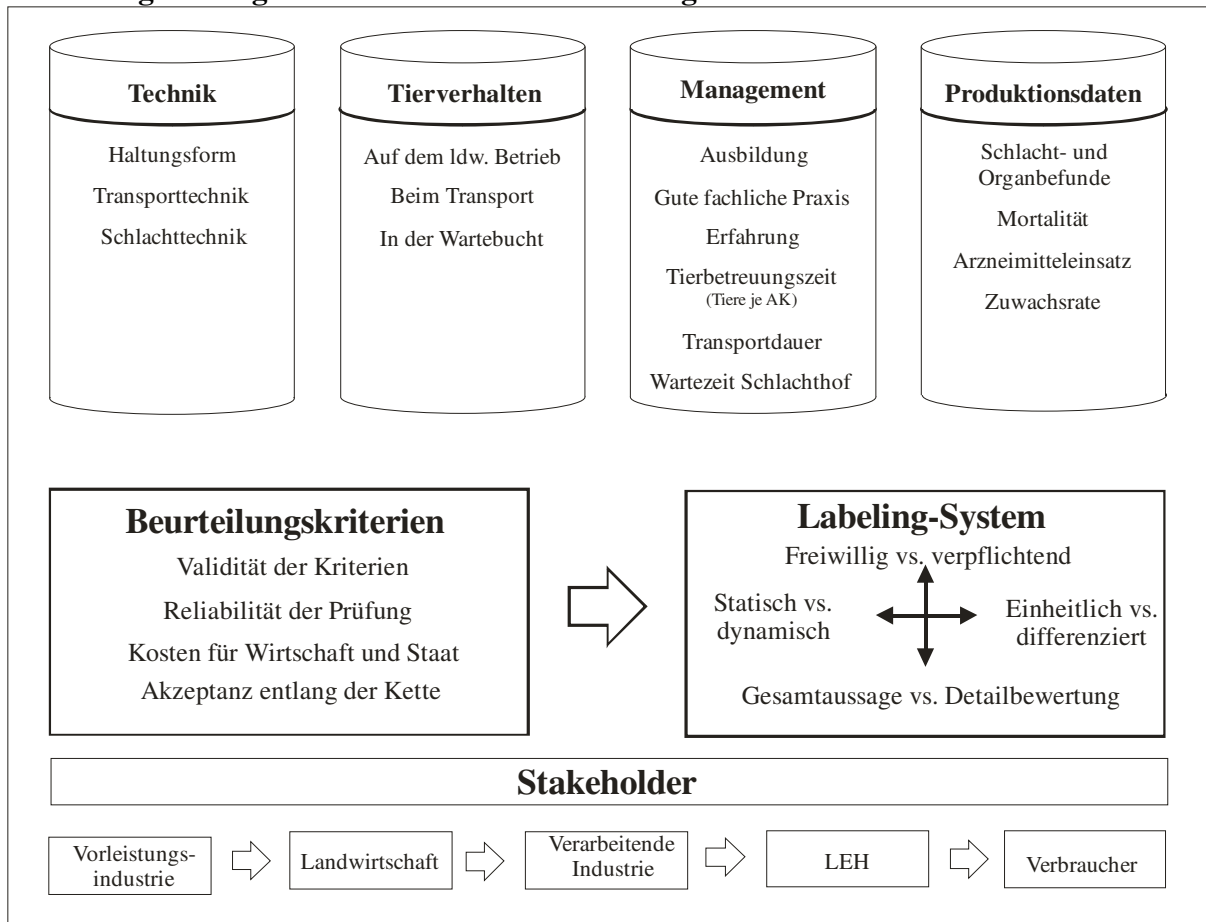 Technik
Haltungsform
Transporttechnik
Schlachttechnik
Tierverhalten
Auf dem ldw. Betrieb
Beim Transport
In der Wartebucht
Management
Ausbildung
Gute fachliche Praxis
Erfahrung
Tierbetreuungszeit
(Tiere je AK)
Transportdauer
Wartezeit Schlachthof
Produktionsdaten
Schlacht- und
Organbefunde
Mortalität
Arzneimitteleinsatz
Zuwachsrate
Beurteilungskriterien
Validität der Kriterien
Reliabilität der Prüfung
Kosten für Wirtschaft und Staat
Akzeptanz entlang der Kette
Labeling-System
Freiwillig vs. verpflichtend
Statisch vs.
dynamisch
Einheitlich vs.
differenziert
Gesamtaussage vs. Detailbewertung
Stakeholder
Vorleistungs-
industrie
Landwirtschaft
Verarbeitende
Industrie
LEH
Verbraucher